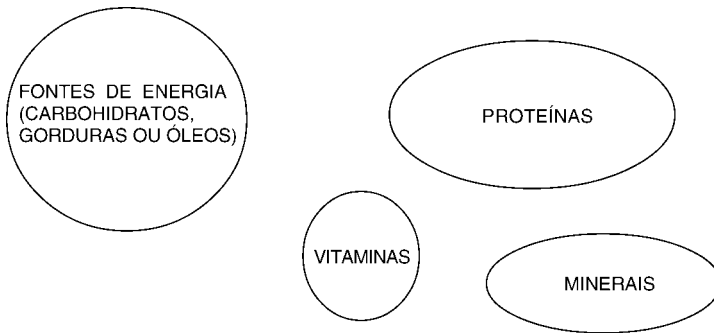 FONTES DE ENERGIA
(CARBOHIDRATOS,
GORDURAS OU ÓLEOS)
PROTEÍNAS
VITAMINAS
MINERAIS